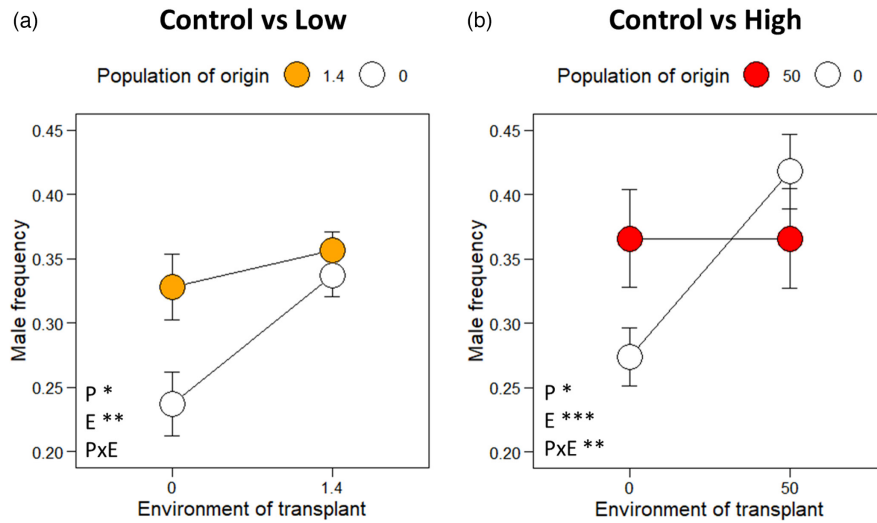 (a) Control vs Low
Population of origin 1.4 0
Male frequency
0.45
0.40
0.35
0.30
0.25
0.20
P *
E **
PxE
0 1.4
Environment of transplant
(b) Control vs High
Population of origin 50 0
Male frequency
0.45
0.40
0.35
0.30
0.25
0.20
P *
E ***
PxE **
0 50
Environment of transplant